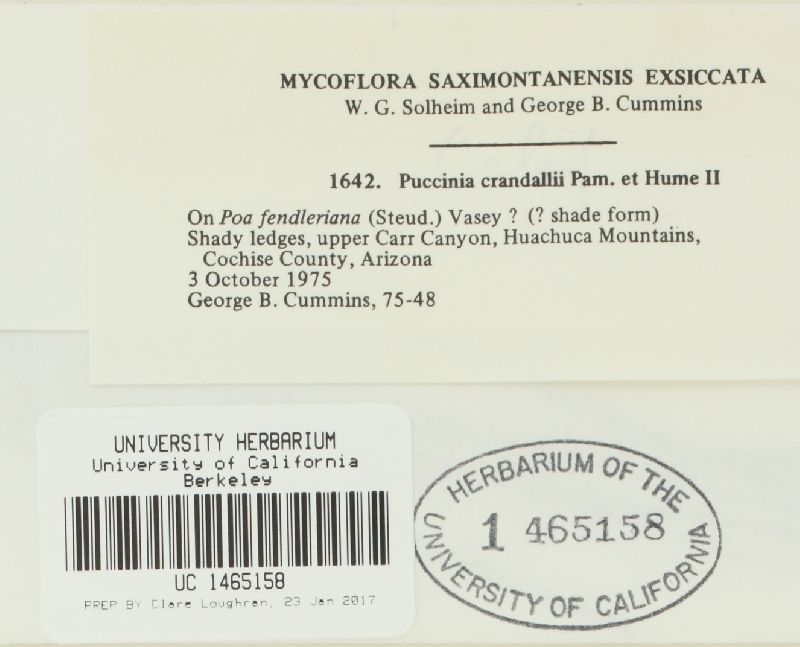 MYCOFLORA SAXIMONTANENSIS EXSICCATA
W. G. Solheim and George B. Cummins
1642. Puccinia crandallii Pam. et Hume II
On Poa fendleriana (Steud.) Vasey ? (? shade form)
Shady ledges, upper Carr Canyon, Huachuca Mountains,
Cochise County, Arizona
3 October 1975
George B. Cummins, 75-48
UNIVERSITY HERBARIUM
University of California
Berkeley
UC 1465158
PREP BY Clare Loughran, 23 Jan 2017
HERBARIUM OF THE
1 465158
UNIVERSITY OF CALIFORNIA